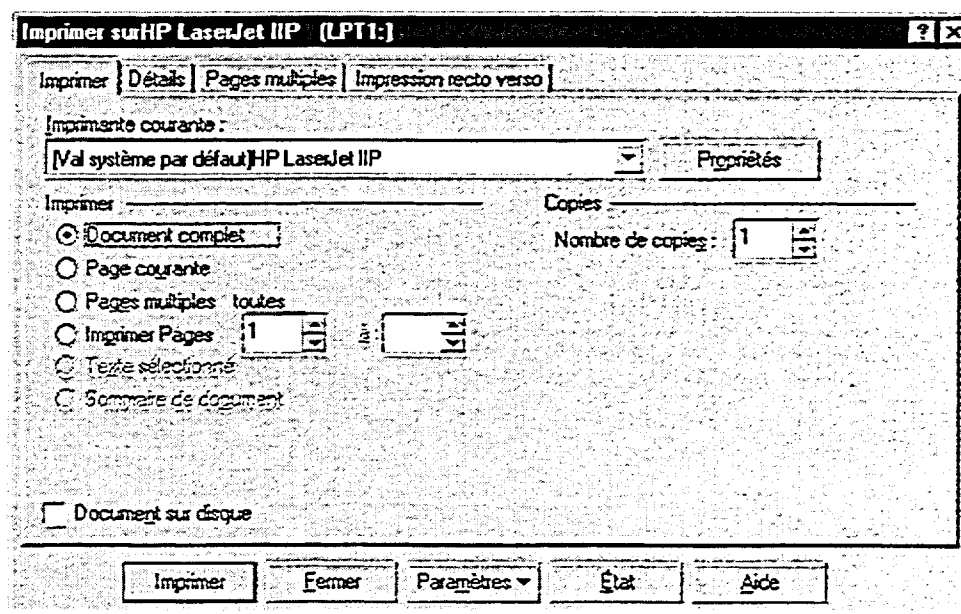 Imprimer surHP LaserJet IIP (LPT1:)
Imprimer Détails Pages multiples Impression recto verso
Imprimante courante :
[Val système par défaut]HP LaserJet IIP Propriétés
Imprimer Copies
Document complet Nombre de copies : 1
Page courante
Pages multiples toutes
Imprimer Pages 1
Texte sélectionné
Sommaire de document
Document sur disque
Imprimer Fermer Paramètres État Aide